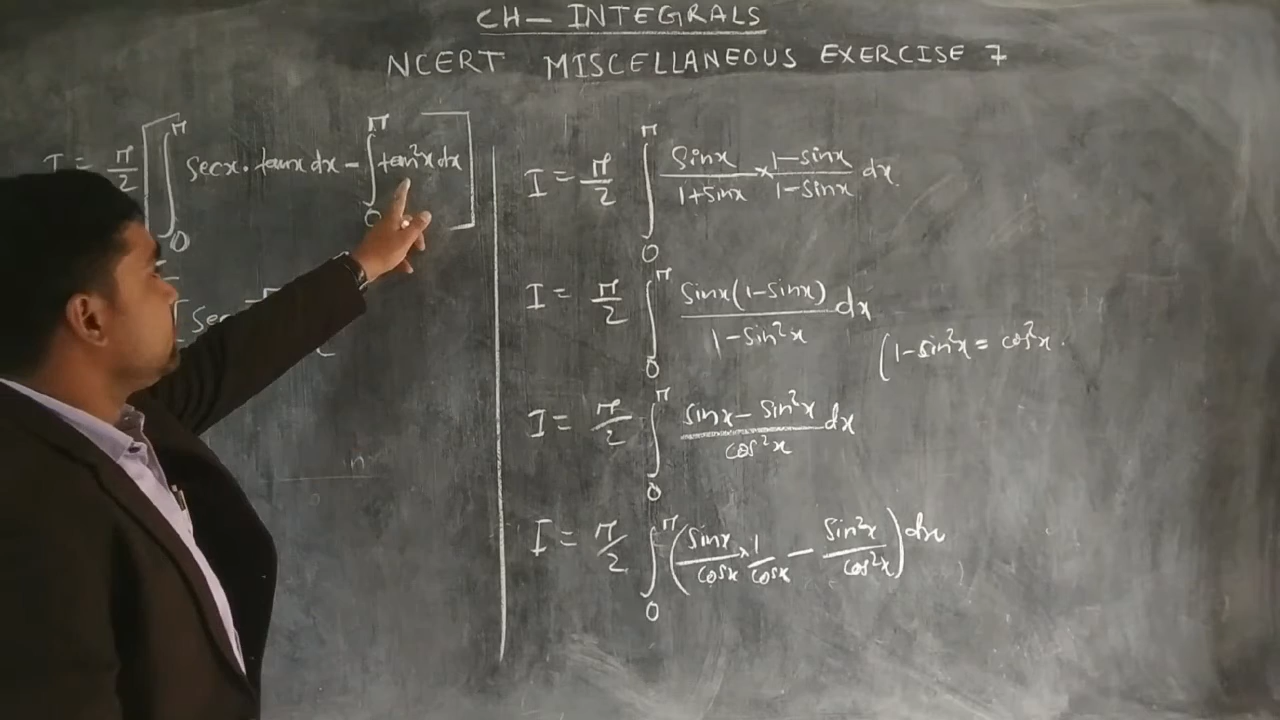 CH- INTEGRALS
NCERT MISCELLANEOUS EXERCISE 7
I = π/2 [ ∫₀^π secx · tanx dx - ∫₀^π tan²x dx ]
sec
I = π/2 ∫₀^π sinx/(1+sinx) × (1-sinx)/(1-sinx) dx
I = π/2 ∫₀^π sinx(1-sinx)/(1-sin²x) dx
(1-sin²x = cos²x
I = π/2 ∫₀^π (sinx - sin²x)/cos²x dx
I = π/2 ∫₀^π (sinx/cosx × 1/cosx - sin²x/cos²x) dx